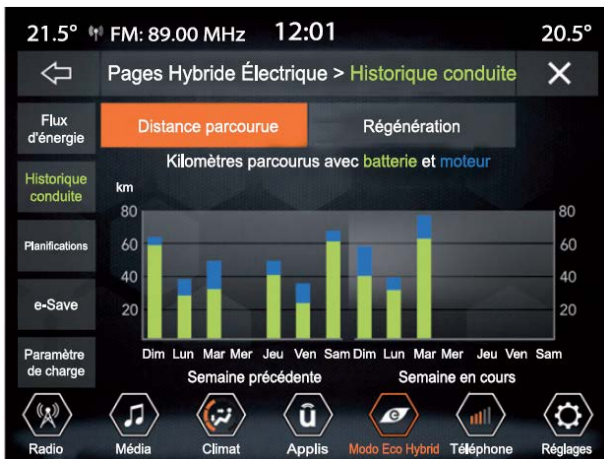 21.5° FM: 89.00 MHz 12:01 20.5°
Pages Hybride Électrique > Historique conduite X
Flux
d'énergie
Distance parcourue Régénération
Kilomètres parcourus avec batterie et moteur
Historique
conduite
km
80 80
60 60
Planifications
40 40
e-Save
20 20
Paramètre
de charge
Dim Lun Mar Mer Jeu Ven Sam Dim Lun Mar Mer Jeu Ven Sam
Semaine précédente Semaine en cours
Radio Média Climat Applis Modo Eco Hybrid Téléphone Réglages